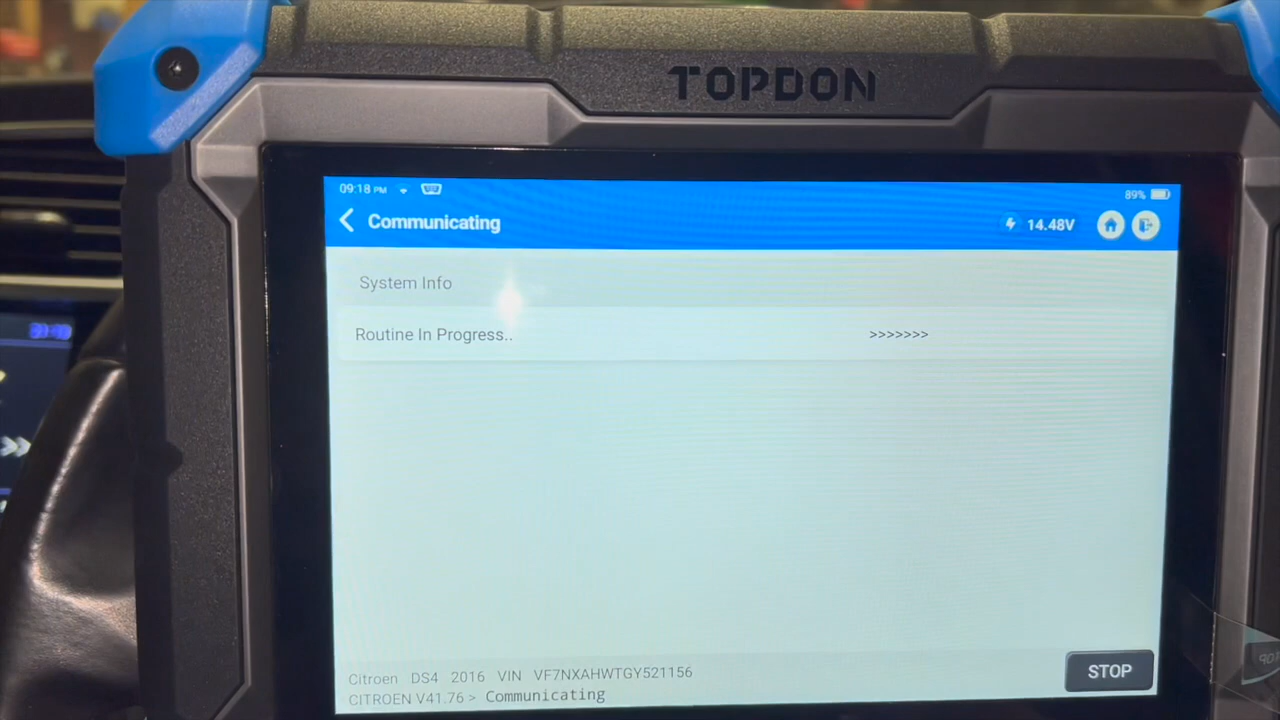 TOPDON
09:18 PM
89%
Communicating
14.48V
System Info
Routine In Progress..
>>>>>>>
Citroen DS4 2016 VIN VF7NXAHWTGY521156
STOP
CITROEN V41.76 > Communicating